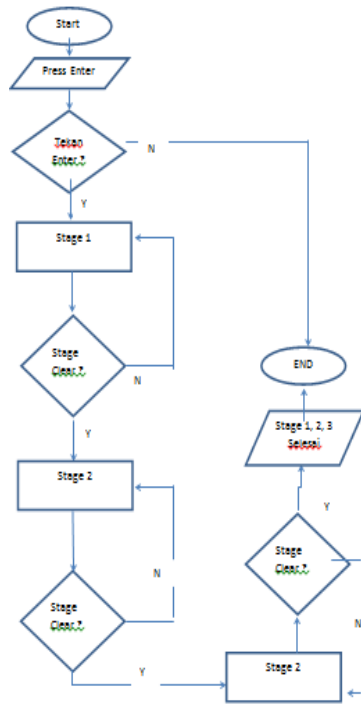 Start
Press Enter
Tekan
Enter ?
N
Y
Stage 1
Stage
Clear ?
N
Y
Stage 2
N
Stage
Clear ?
Y
END
Stage 1, 2, 3
Selesai
Y
Stage
Clear ?
N
Stage 2